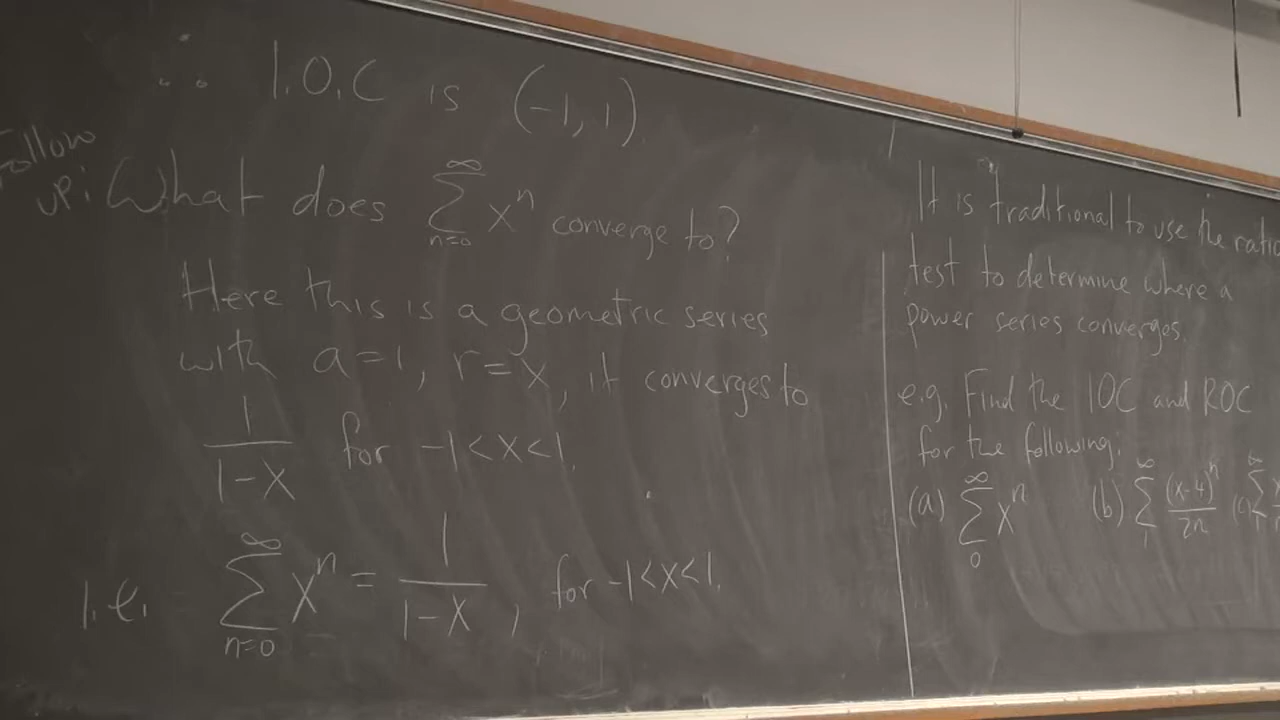 ∴ I.O.C is (-1, 1).
Follow
up: What does ∑_{n=0}^{∞} x^n converge to?
Here this is a geometric series
with a=1, r=x, it converges to
1/(1-x) for -1<x<1.
I.e. ∑_{n=0}^{∞} x^n = 1/(1-x), for -1<x<1.
It is traditional to use the ratio
test to determine where a
power series converges.
e.g. Find the IOC and ROC
for the following:
(a) ∑_{0}^{∞} x^n (b) ∑_{1}^{∞} (x-4)^n/2n (c) ∑^{∞}